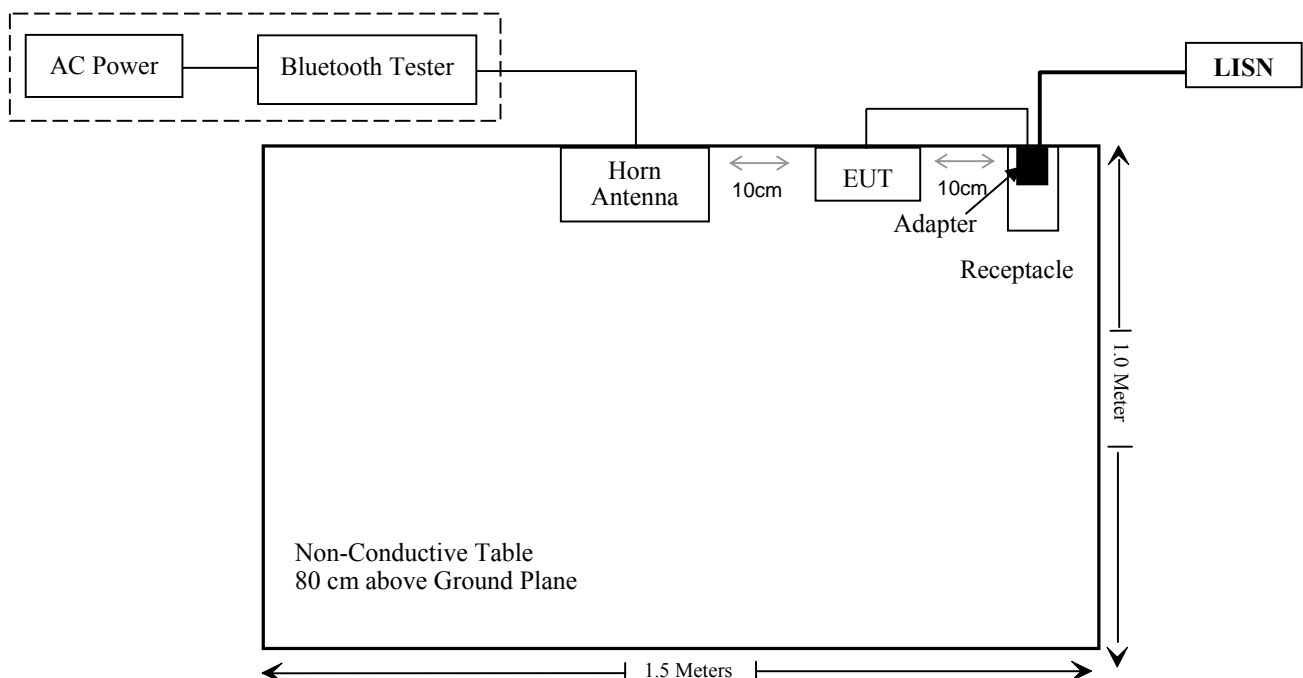 AC Power
Bluetooth Tester
LISN
Horn
Antenna
10cm
EUT
10cm
Adapter
Receptacle
1.0 Meter
Non-Conductive Table
80 cm above Ground Plane
1.5 Meters